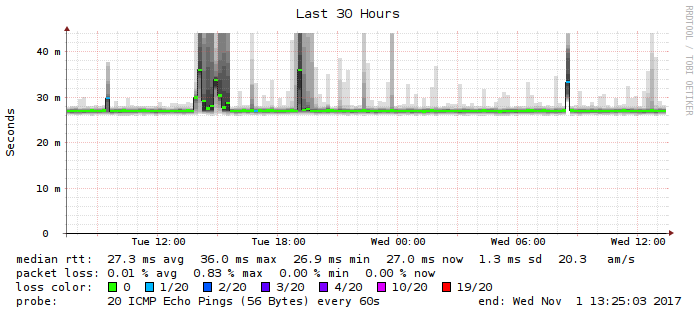 Last 30 Hours
RRDTOOL / TOBI OETIKER
Seconds
40 m
30 m
20 m
10 m
0
Tue 12:00 Tue 18:00 Wed 00:00 Wed 06:00 Wed 12:00
median rtt: 27.3 ms avg 36.0 ms max 26.9 ms min 27.0 ms now 1.3 ms sd 20.3 am/s
packet loss: 0.01 % avg 0.83 % max 0.00 % min 0.00 % now
loss color: 0 1/20 2/20 3/20 4/20 10/20 19/20
probe: 20 ICMP Echo Pings (56 Bytes) every 60s end: Wed Nov 1 13:25:03 2017